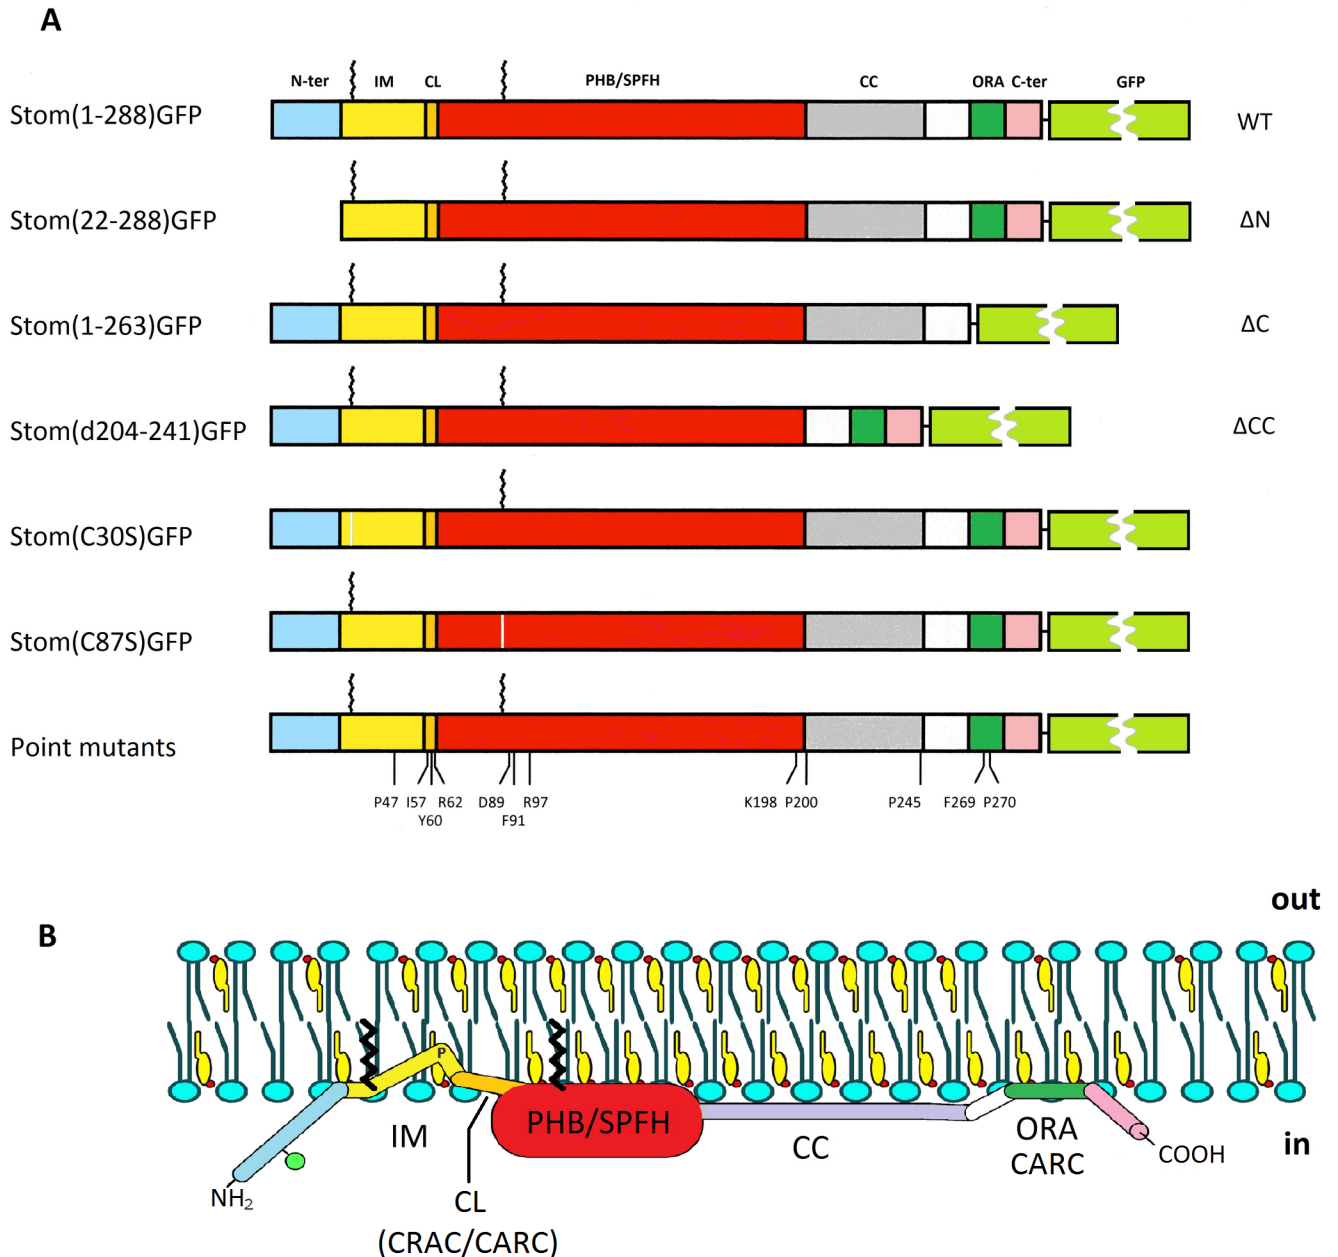 A
N-ter IM CL PHB/SPFH CC ORA C-ter GFP
Stom(1-288)GFP WT
Stom(22-288)GFP ΔN
Stom(1-263)GFP ΔC
Stom(d204-241)GFP ΔCC
Stom(C30S)GFP
Stom(C87S)GFP
Point mutants
P47 I57 R62 D89 R97 K198 P200 P245 F269 P270
Y60 F91
out
B
P
PHB/SPFH
IM CC ORA in
CARC COOH
NH₂ CL
(CRAC/CARC)